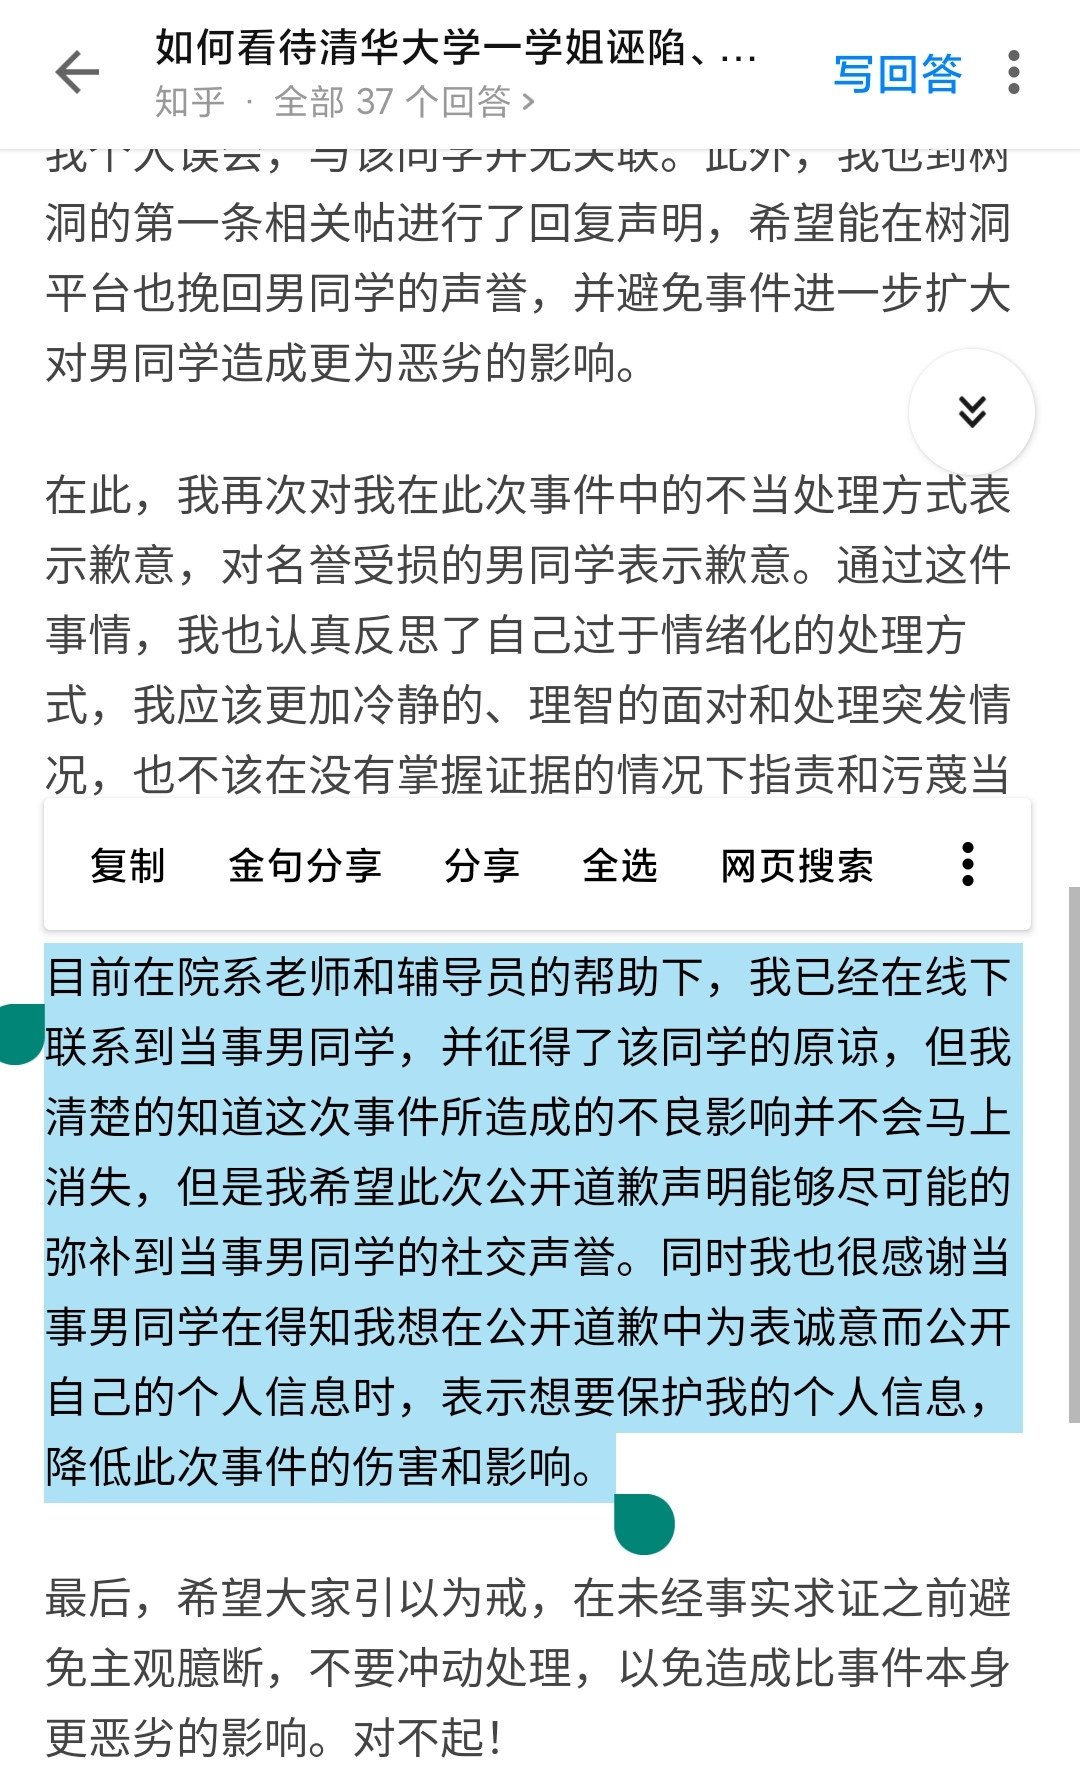 如何看待清华大学一学姐诬陷、...
写回答
知乎 · 全部 37 个回答 >
我个人误会，与该同学并无关联。此外，我也到树
洞的第一条相关帖进行了回复声明，希望能在树洞
平台也挽回男同学的声誉，并避免事件进一步扩大
对男同学造成更为恶劣的影响。
在此，我再次对我在此次事件中的不当处理方式表
示歉意，对名誉受损的男同学表示歉意。通过这件
事情，我也认真反思了自己过于情绪化的处理方
式，我应该更加冷静的、理智的面对和处理突发情
况，也不该在没有掌握证据的情况下指责和污蔑当
复制 金句分享 分享 全选 网页搜索
目前在院系老师和辅导员的帮助下，我已经在线下
联系到当事男同学，并征得了该同学的原谅，但我
清楚的知道这次事件所造成的不良影响并不会马上
消失，但是我希望此次公开道歉声明能够尽可能的
弥补到当事男同学的社交声誉。同时我也很感谢当
事男同学在得知我想在公开道歉中为表诚意而公开
自己的个人信息时，表示想要保护我的个人信息，
降低此次事件的伤害和影响。
最后，希望大家引以为戒，在未经事实求证之前避
免主观臆断，不要冲动处理，以免造成比事件本身
更恶劣的影响。对不起！